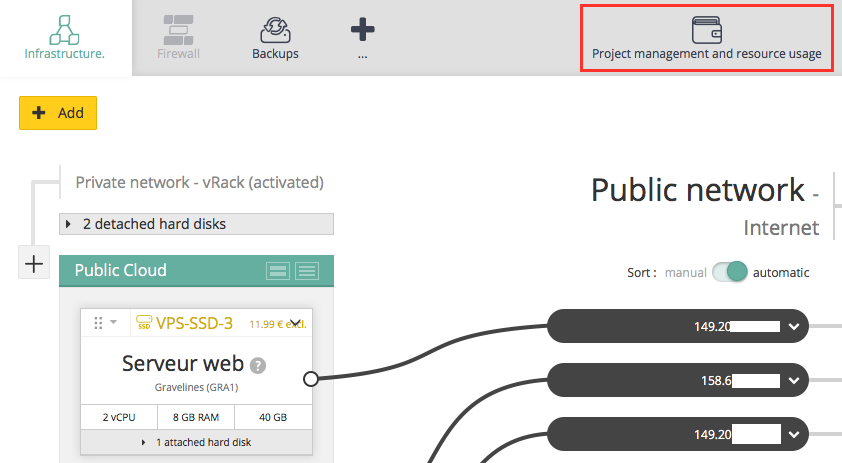 Infrastructure.
Firewall
Backups
...
Project management and resource usage
Add
Private network - vRack (activated)
2 detached hard disks
Public Cloud
SSD VPS-SSD-3 11.99 € excl.
Serveur web ?
Gravelines (GRA1)
2 vCPU 8 GB RAM 40 GB
1 attached hard disk
Public network -
Internet
Sort : manual automatic
149.20
158.6
149.20